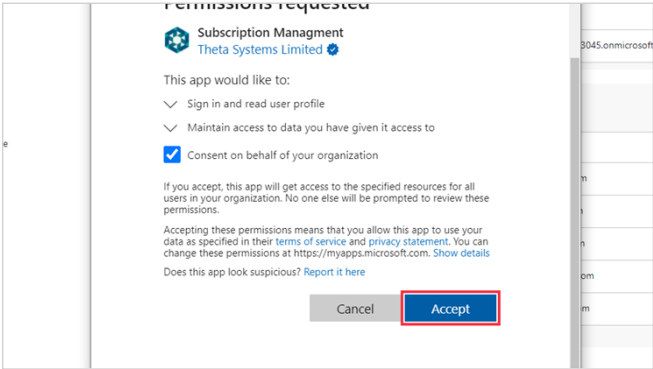 Permissions requested
Subscription Managment
Theta Systems Limited
This app would like to:
Sign in and read user profile
Maintain access to data you have given it access to
Consent on behalf of your organization
If you accept, this app will get access to the specified resources for all
users in your organization. No one else will be prompted to review these
permissions.
Accepting these permissions means that you allow this app to use your
data as specified in their terms of service and privacy statement. You can
change these permissions at https://myapps.microsoft.com. Show details
Does this app look suspicious? Report it here
Cancel Accept
3045.onmicrosoft
e
m
n
om
m